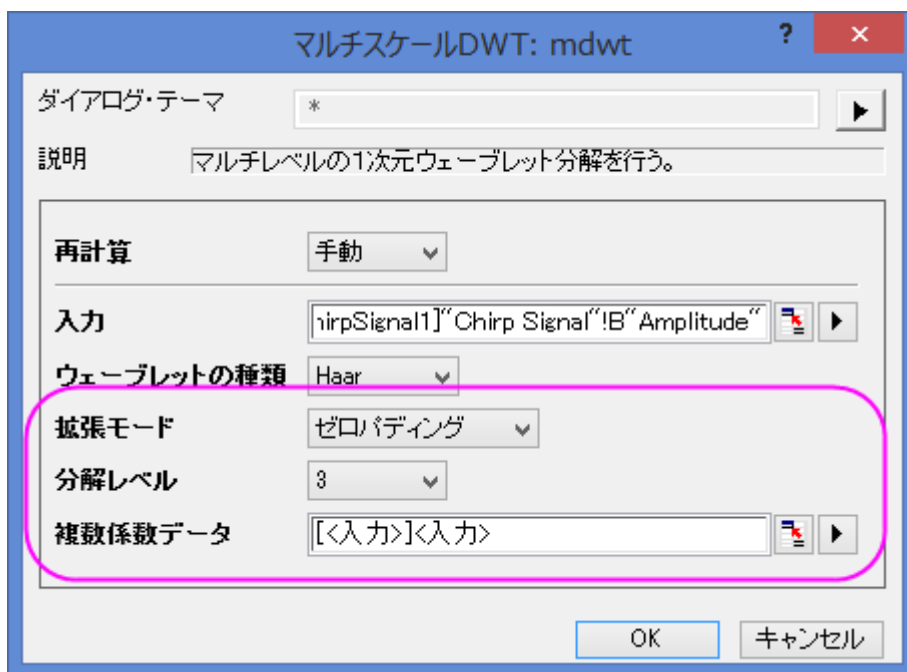 マルチスケールDWT: mdwt
?
×
ダイアログ・テーマ *
説明 マルチレベルの1次元ウェーブレット分解を行う。
再計算 手動
入力 hirpSignal1]"Chirp Signal"!B"Amplitude"
ウェーブレットの種類 Haar
拡張モード ゼロパディング
分解レベル 3
複数係数データ [<入力>]<入力>
OK キャンセル